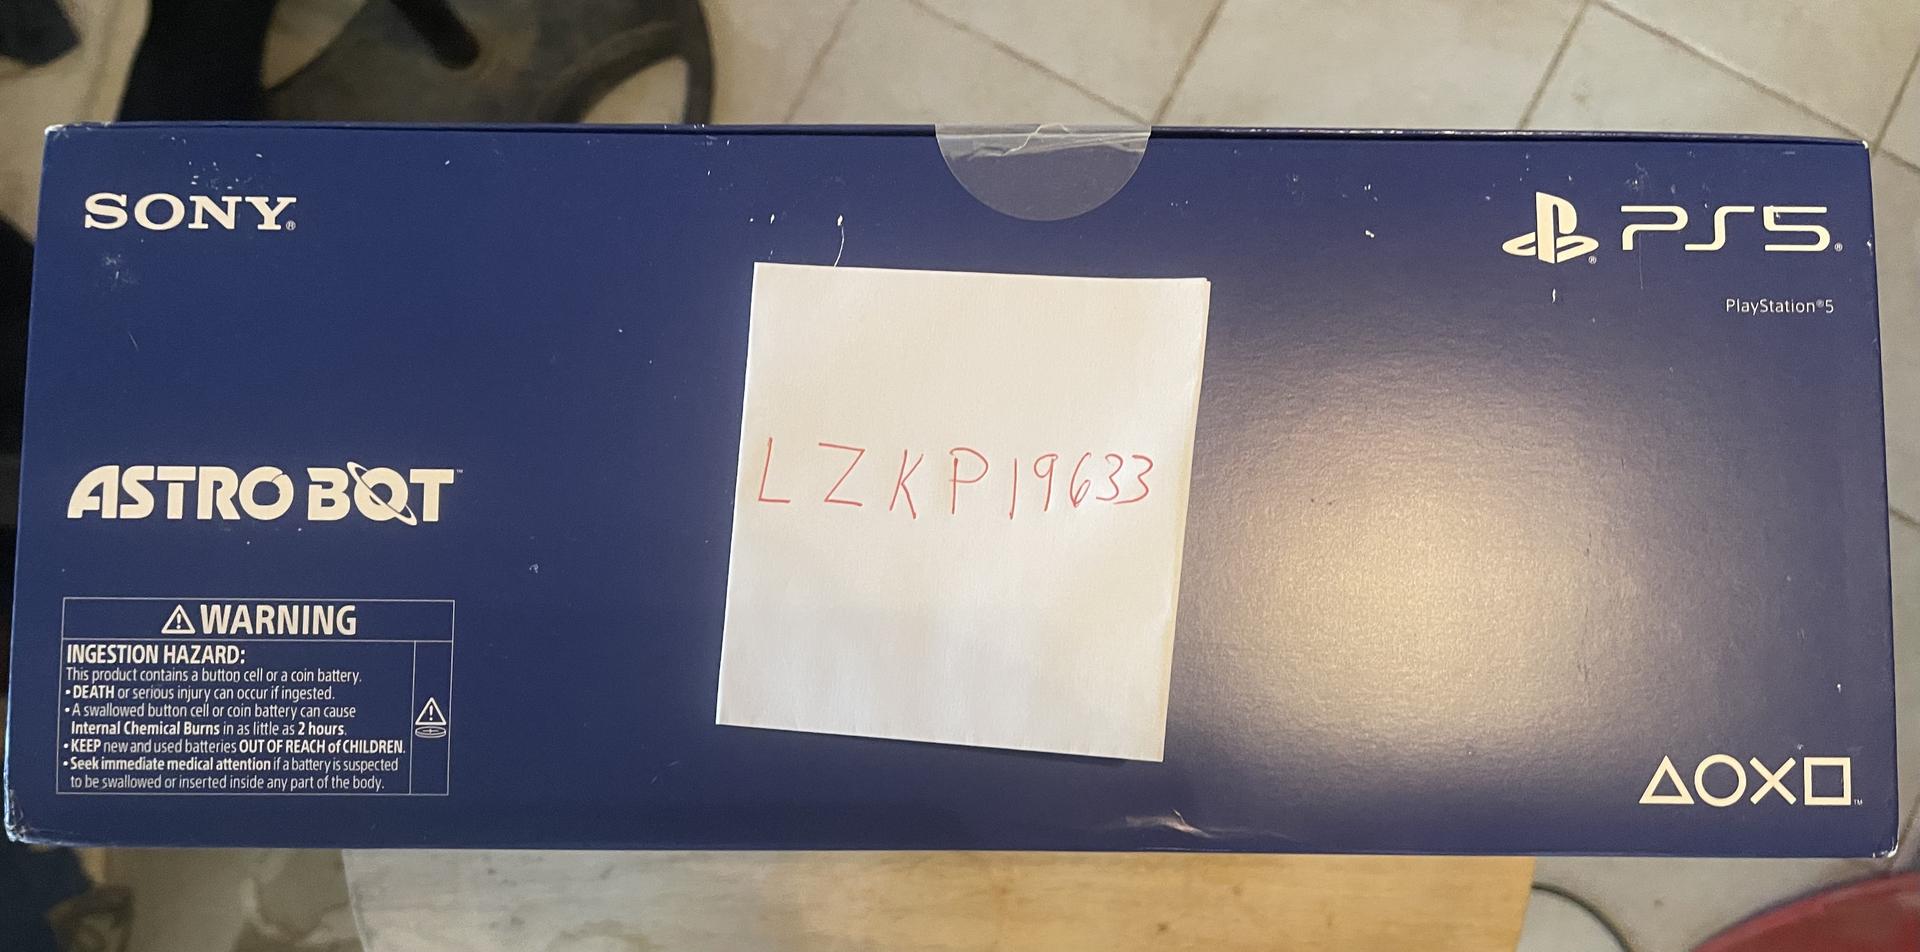 SONY®
PS5®
PlayStation®5
LZKP19633
ASTRO BOT™
⚠ WARNING
INGESTION HAZARD:
This product contains a button cell or a coin battery.
• DEATH or serious injury can occur if ingested.
• A swallowed button cell or coin battery can cause
Internal Chemical Burns in as little as 2 hours.
• KEEP new and used batteries OUT OF REACH of CHILDREN.
• Seek immediate medical attention if a battery is suspected
to be swallowed or inserted inside any part of the body.
△○✕□™